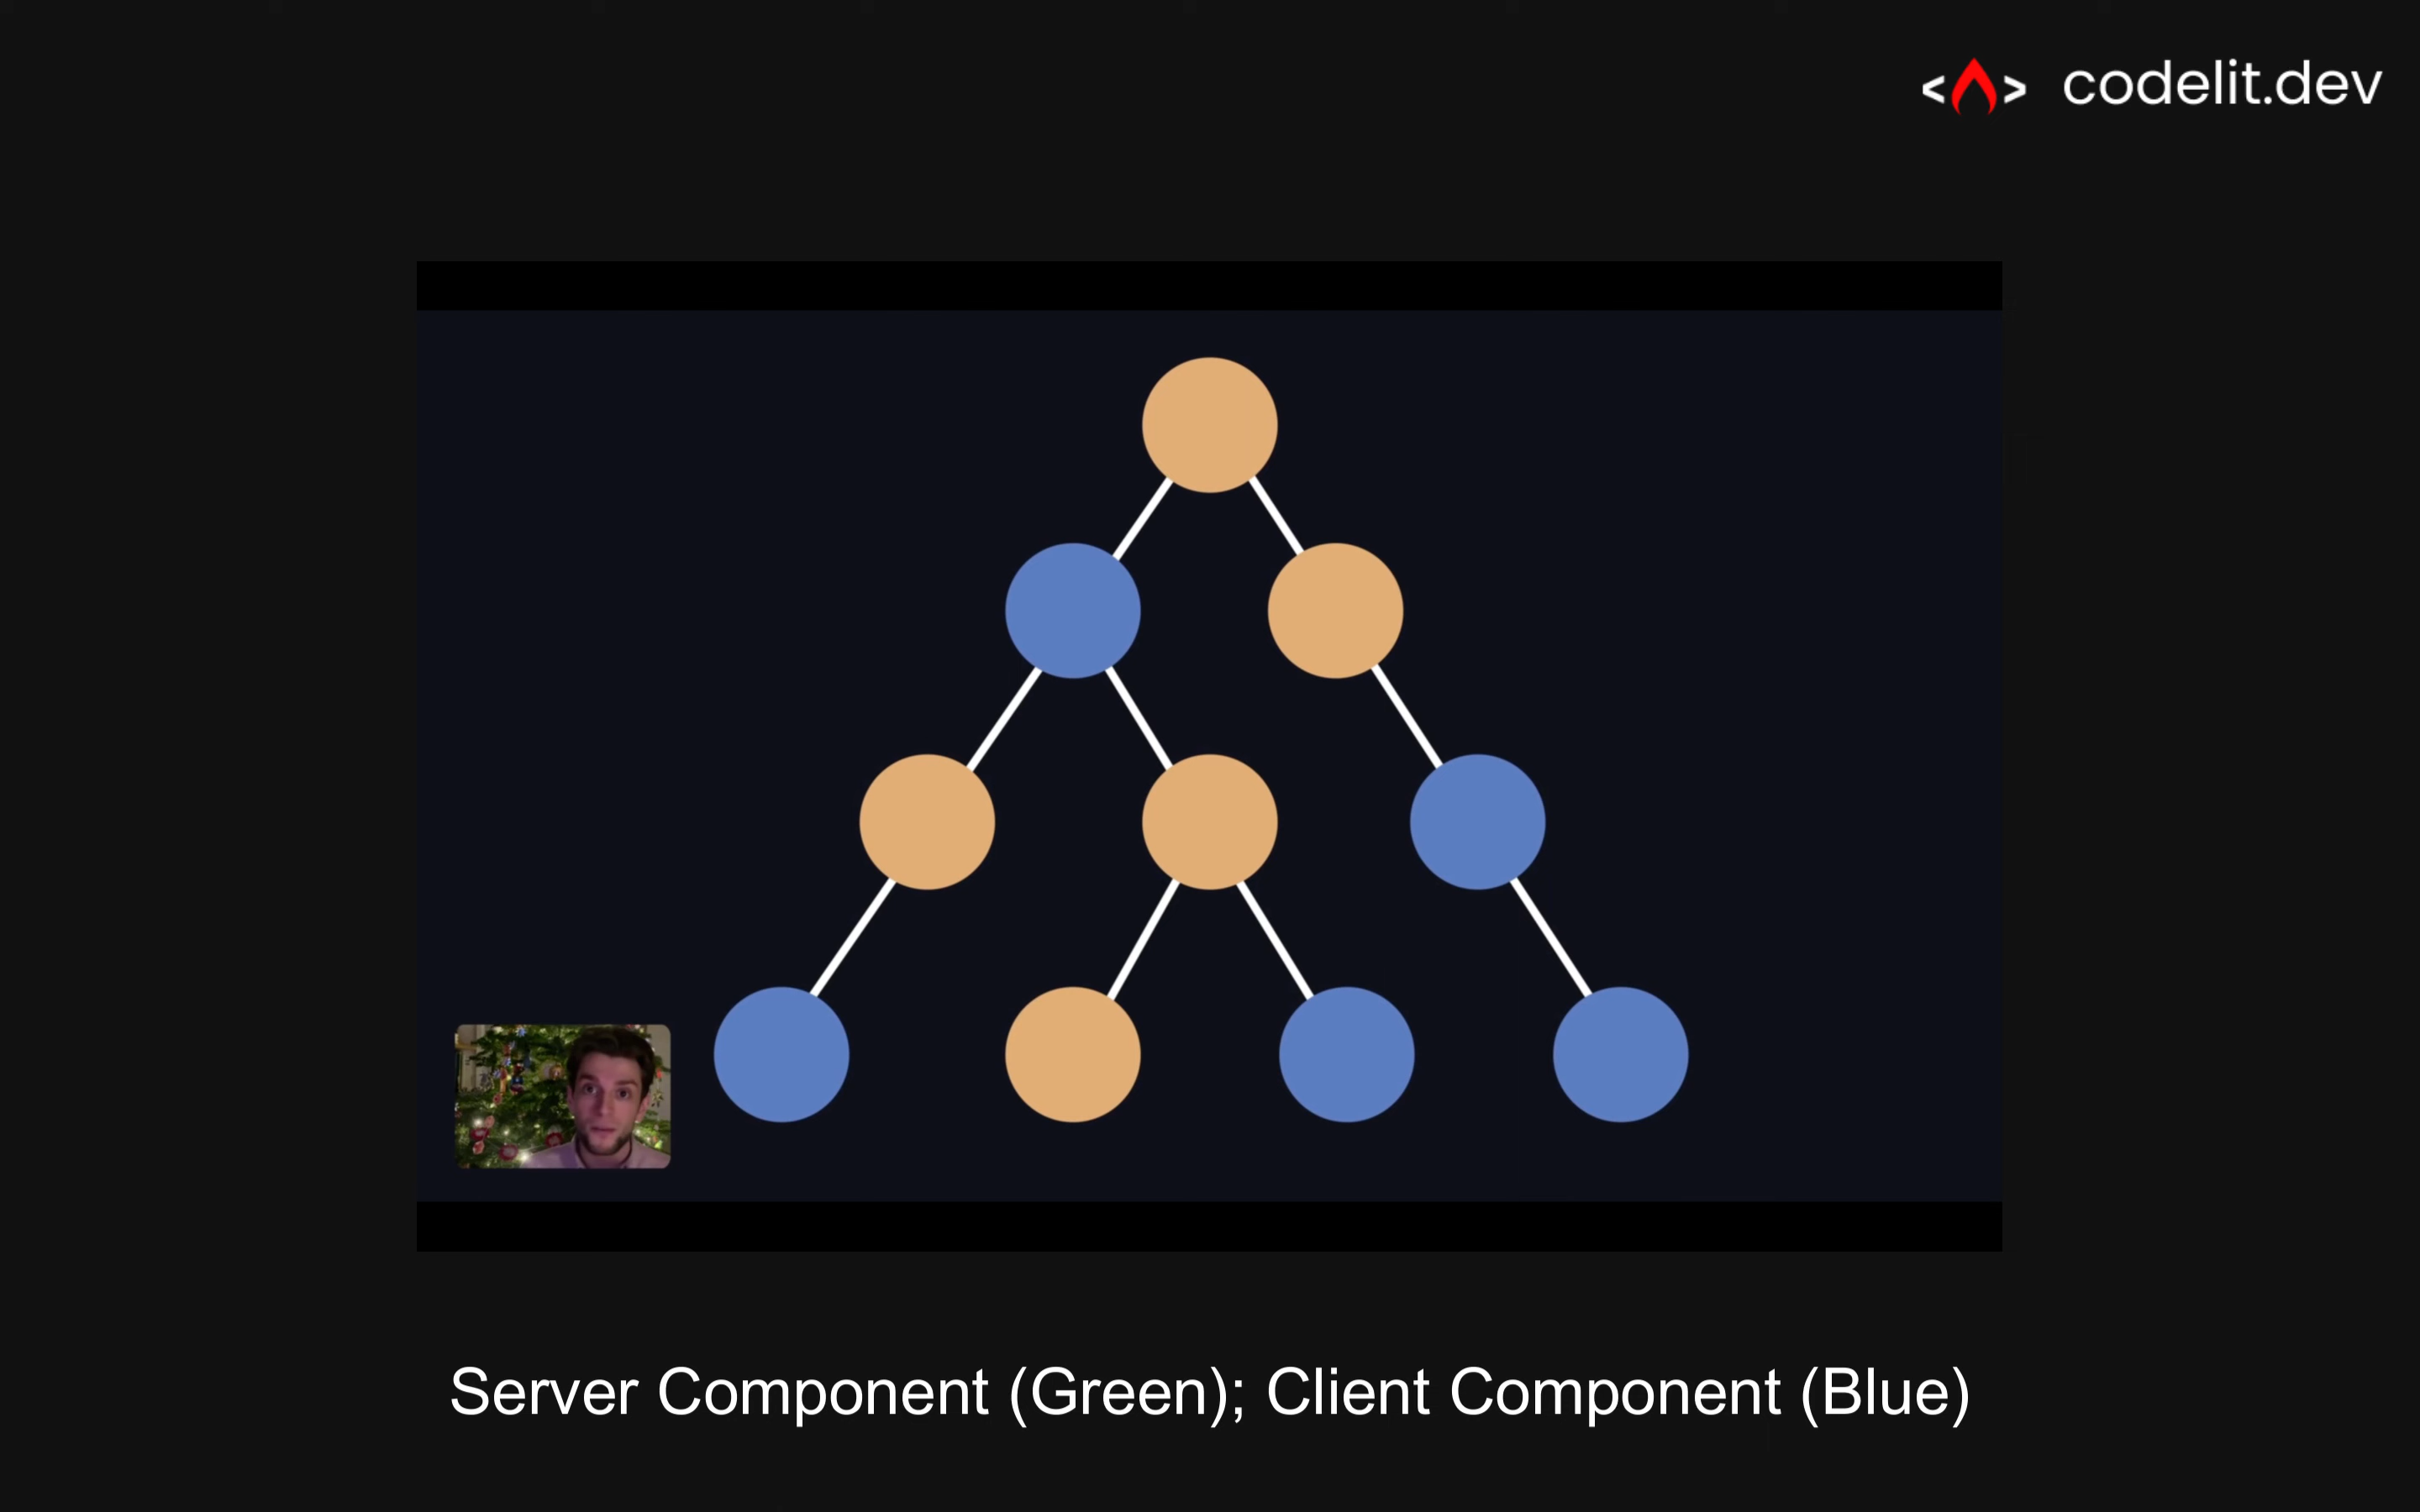 <> codelit.dev
Server Component (Green); Client Component (Blue)